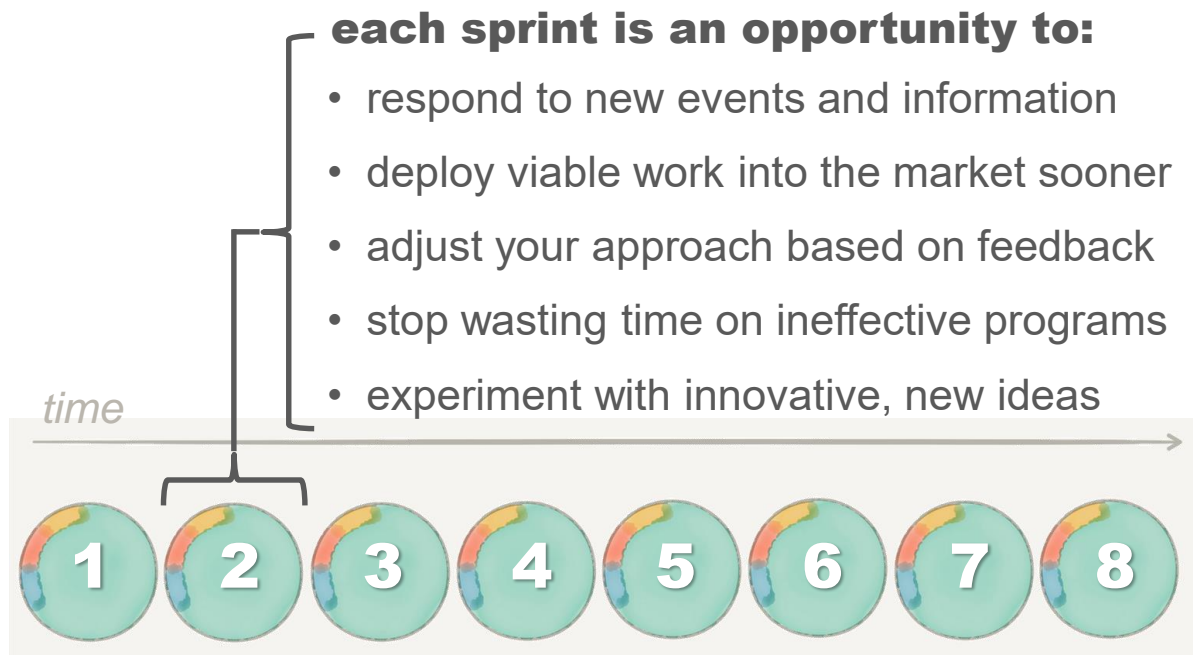 each sprint is an opportunity to:
• respond to new events and information
• deploy viable work into the market sooner
• adjust your approach based on feedback
• stop wasting time on ineffective programs
• experiment with innovative, new ideas
time
1 2 3 4 5 6 7 8